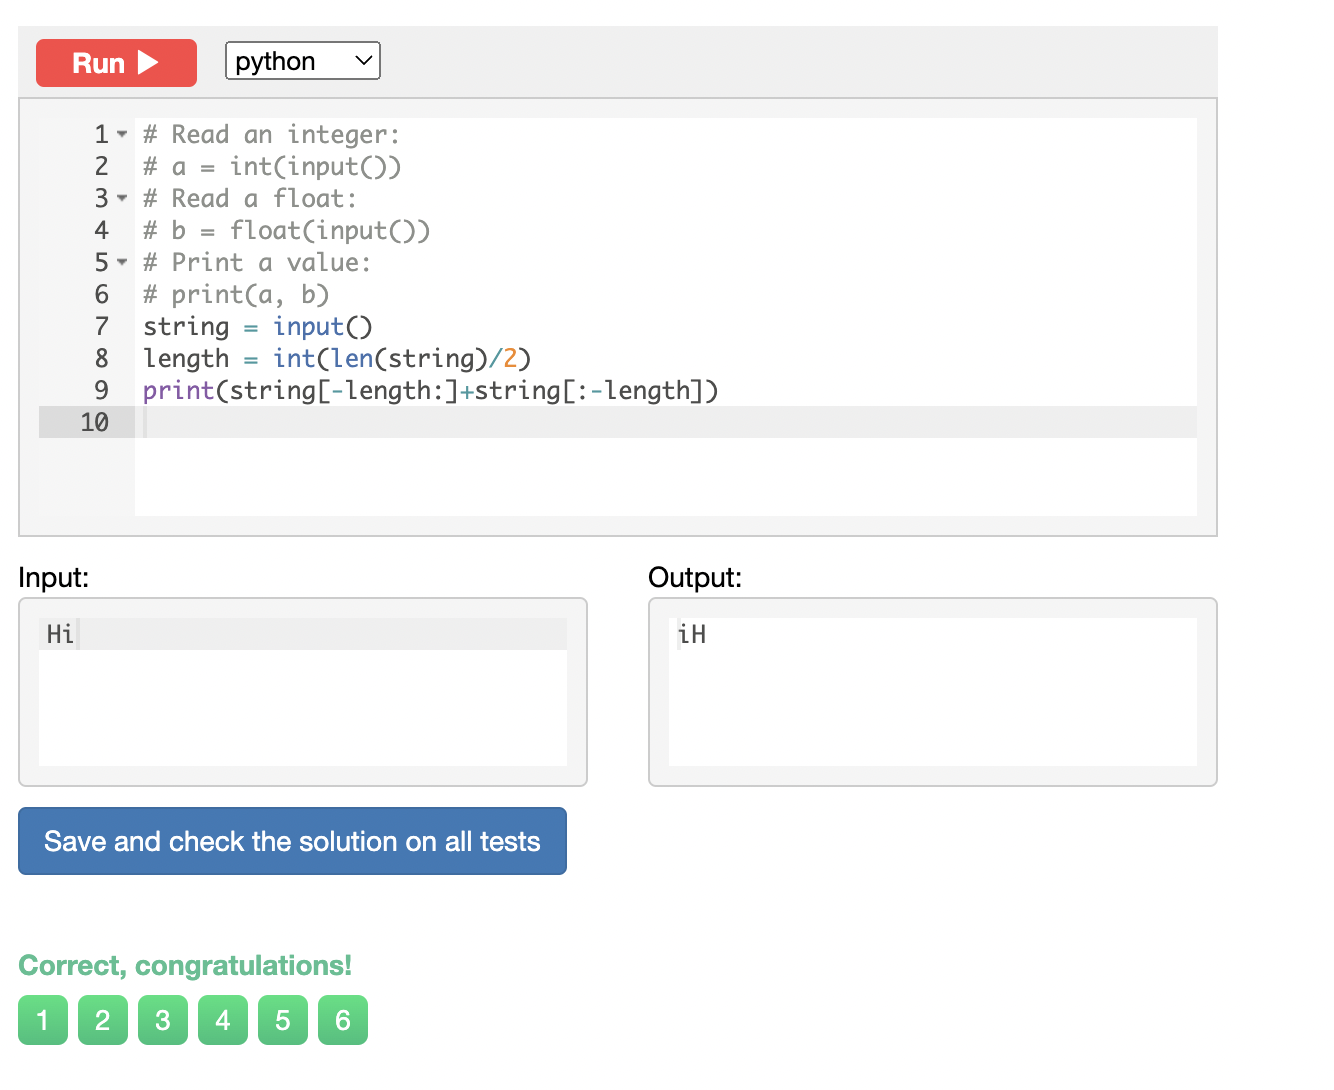 Run
python
1 # Read an integer:
2 # a = int(input())
3 # Read a float:
4 # b = float(input())
5 # Print a value:
6 # print(a, b)
7 string = input()
8 length = int(len(string)/2)
9 print(string[-length:]+string[:-length])
10
Input:
Output:
Hi
iH
Save and check the solution on all tests
Correct, congratulations!
1 2 3 4 5 6